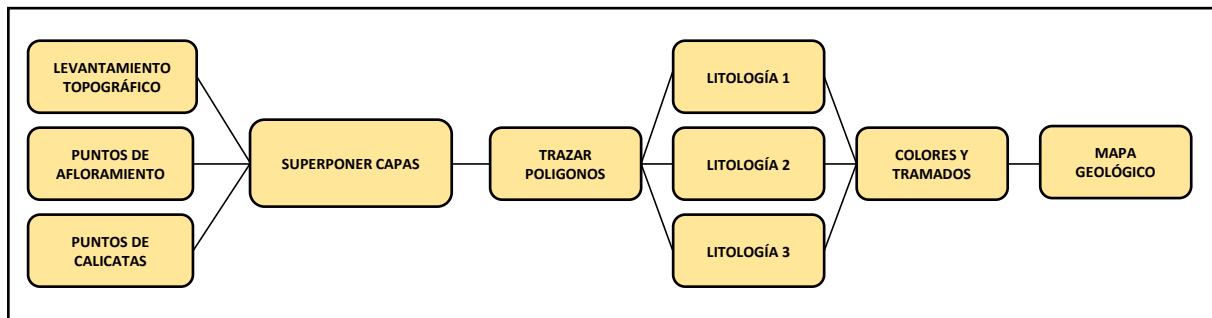 LEVANTAMIENTO
TOPOGRÁFICO
PUNTOS DE
AFLORAMIENTO
PUNTOS DE
CALICATAS
SUPERPONER CAPAS
TRAZAR
POLIGONOS
LITOLOGÍA 1
LITOLOGÍA 2
LITOLOGÍA 3
COLORES Y
TRAMADOS
MAPA
GEOLÓGICO